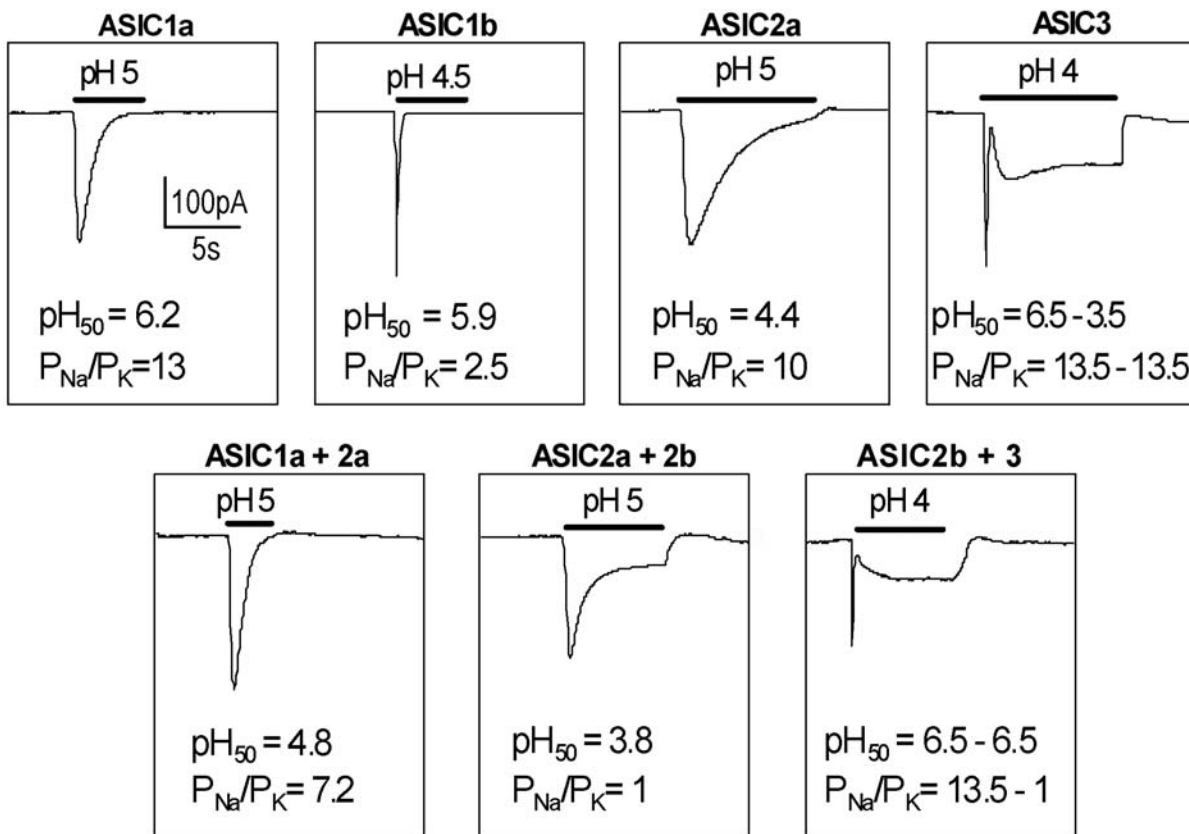 ASIC1a
pH 5
100pA
5s
pH50 = 6.2
PNa/PK=13
ASIC1b
pH 4.5
pH50 = 5.9
PNa/PK= 2.5
ASIC2a
pH 5
pH50 = 4.4
PNa/PK= 10
ASIC3
pH 4
pH50 = 6.5 - 3.5
PNa/PK= 13.5 - 13.5
ASIC1a + 2a
pH 5
pH50 = 4.8
PNa/PK= 7.2
ASIC2a + 2b
pH 5
pH50 = 3.8
PNa/PK= 1
ASIC2b + 3
pH 4
pH50 = 6.5 - 6.5
PNa/PK= 13.5 - 1